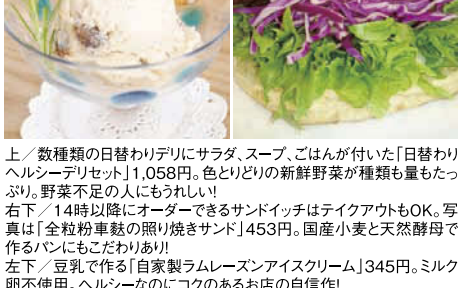 上／数種類の日替わりデリにサラダ、スープ、ごはんが付いた「日替わり
ヘルシーデリセット」1,058円。色とりどりの新鮮野菜が種類も量もたっ
ぷり。野菜不足の人にもうれしい!
右下／14時以降にオーダーできるサンドイッチはテイクアウトもOK。写
真は「全粒粉車麩の照り焼きサンド」453円。国産小麦と天然酵母で
作るパンにもこだわりあり!
左下／豆乳で作る「自家製ラムレーズンアイスクリーム」345円。ミルク
卵不使用。ヘルシーなのにコクのあるお店の自信作!